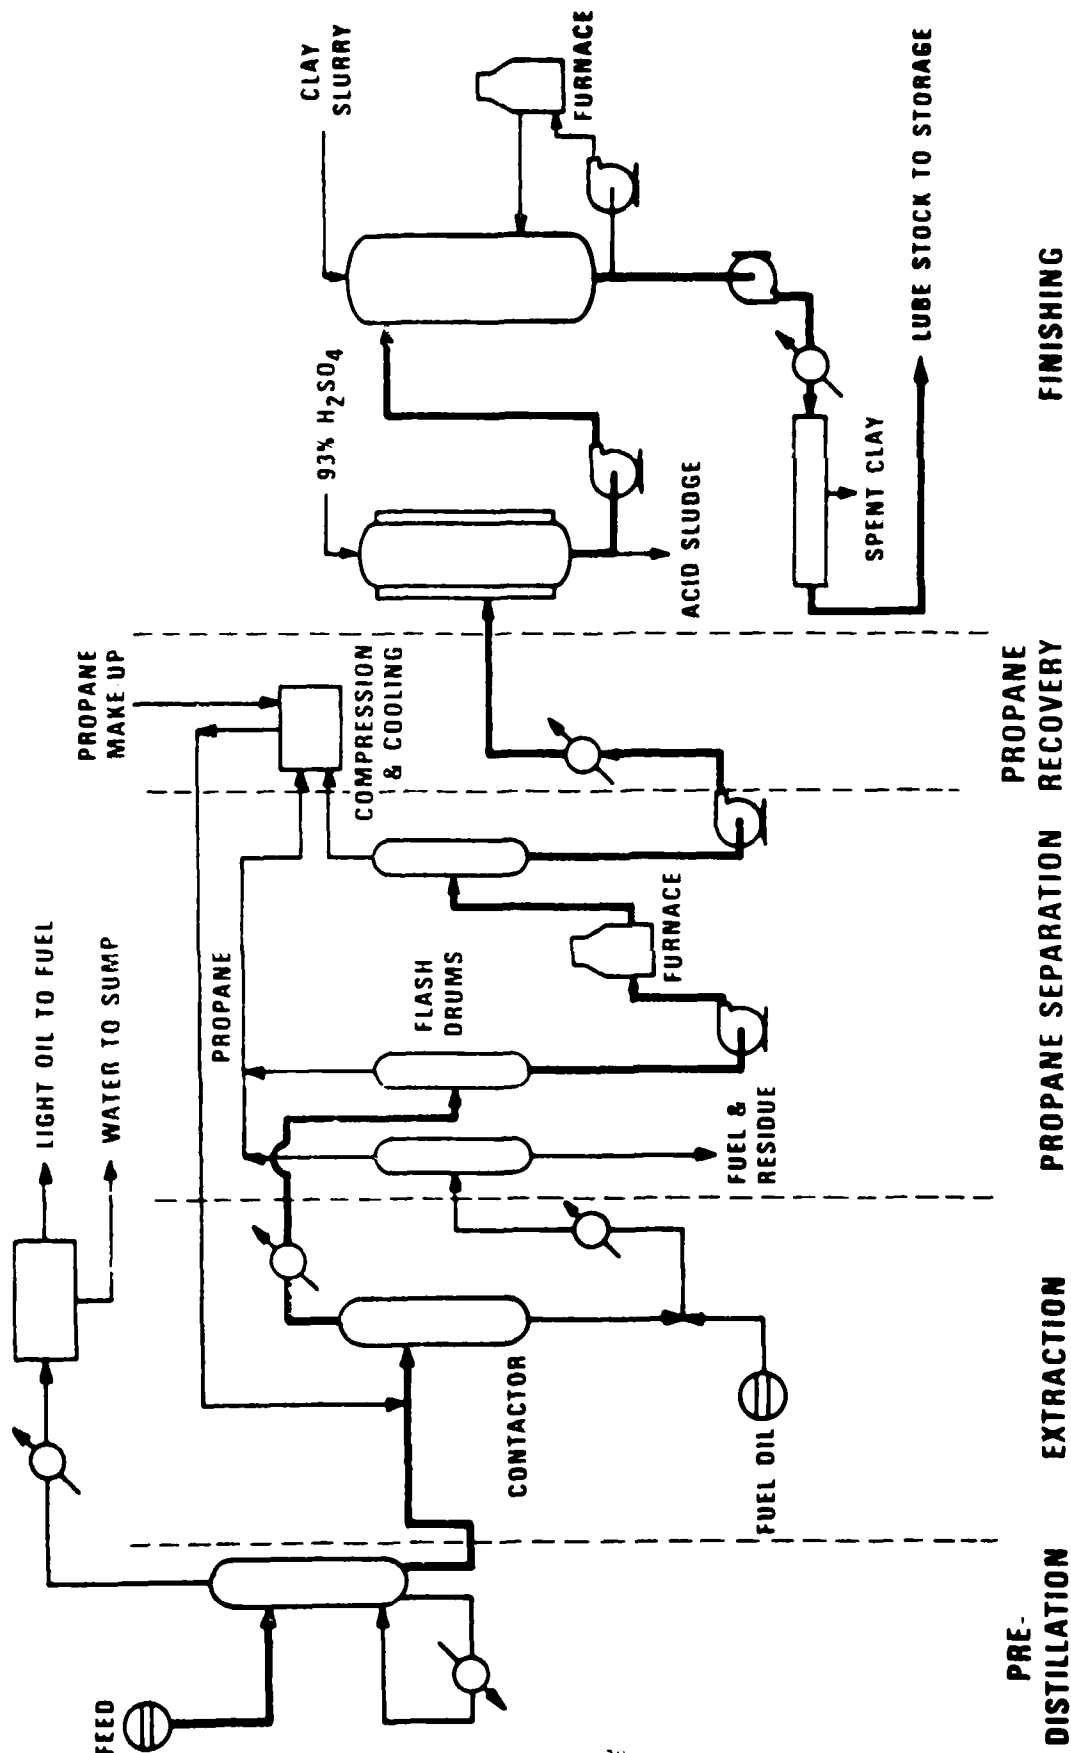 FEED
LIGHT OIL TO FUEL
WATER TO SUMP
PROPANE
MAKE-UP
CLAY
SLURRY
PROPANE
COMPRESSION
& COOLING
93% H2SO4
FURNACE
CONTACTOR
FLASH
DRUMS
FURNACE
ACID SLUDGE
FUEL OIL
FUEL &
RESIDUE
SPENT CLAY
LUBE STOCK TO STORAGE
PRE-
DISTILLATION
EXTRACTION
PROPANE SEPARATION
PROPANE
RECOVERY
FINISHING